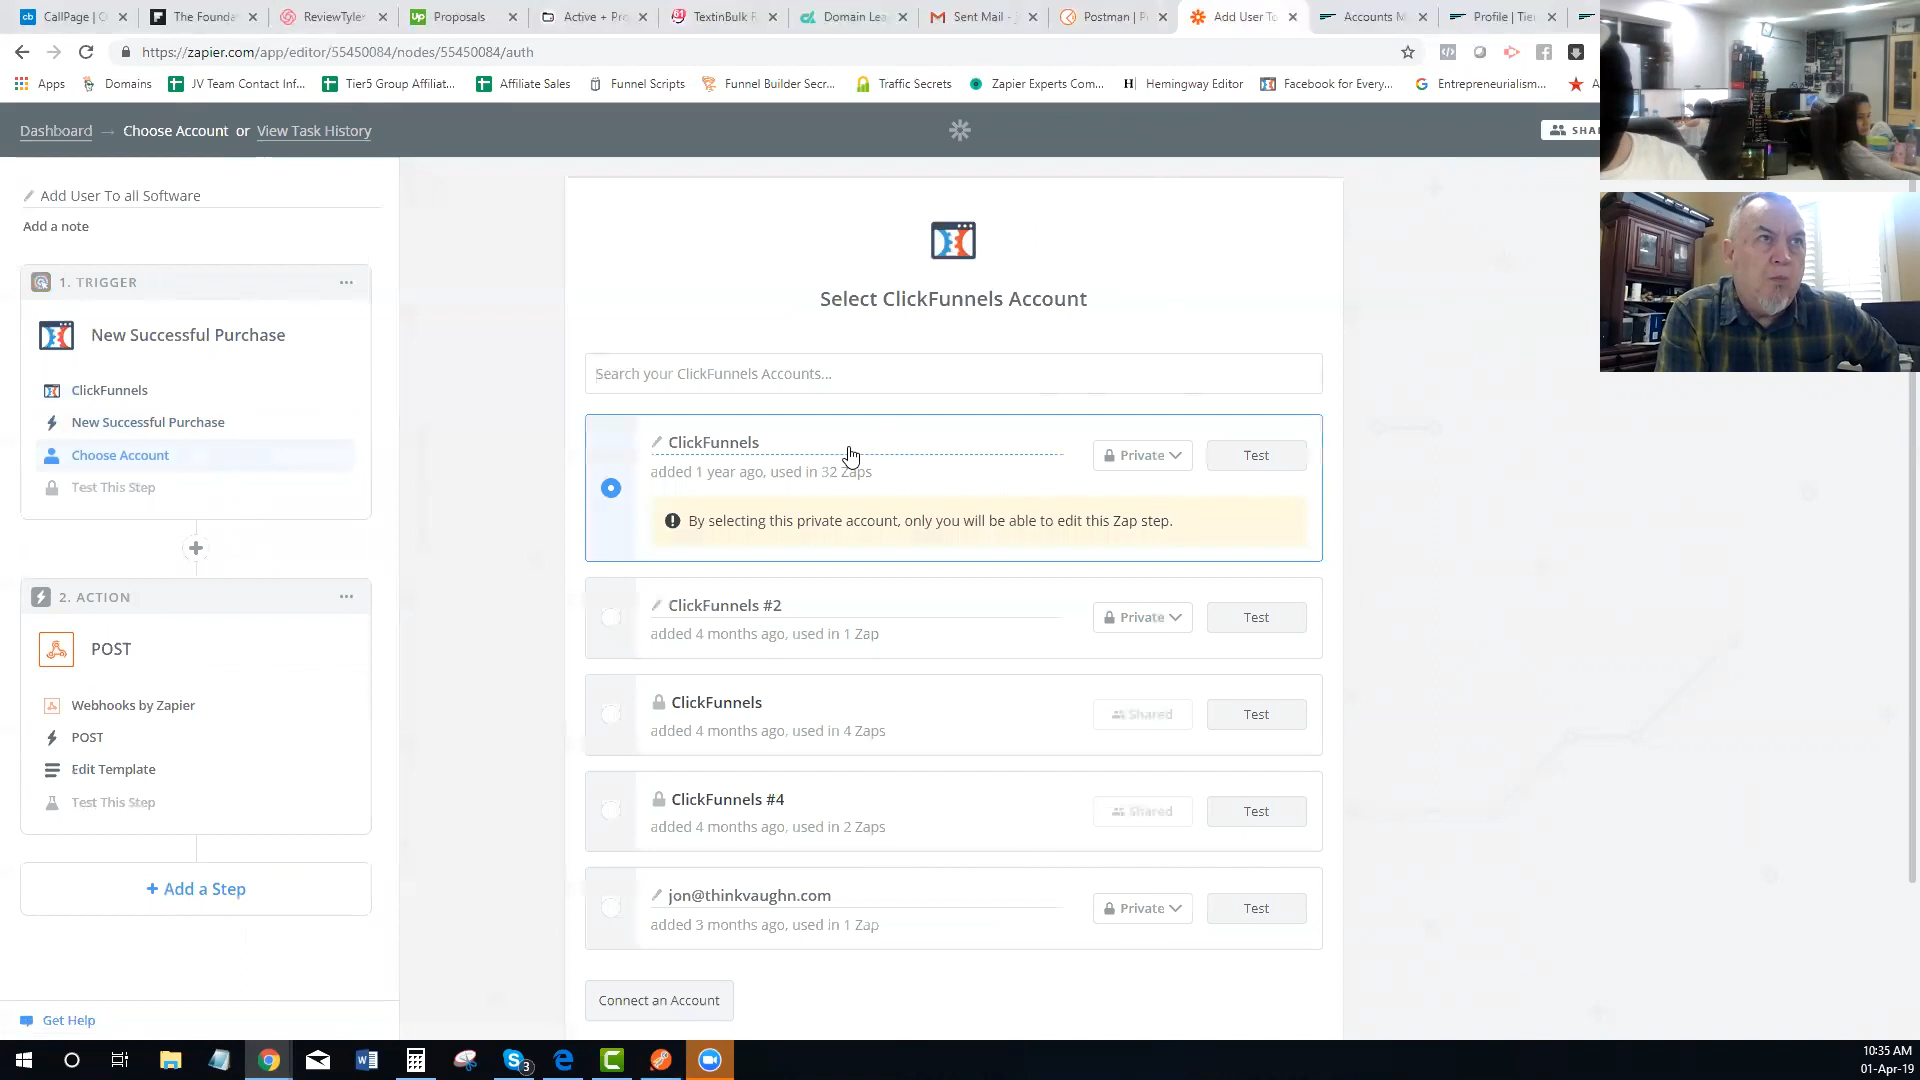 CallPage | C
The Founda
ReviewTyle
Up
Proposals
Active + Pro
TextinBulk R
Domain Lea
Sent Mail - j
Postman | P
Add User To
Accounts M
Profile | Tie
https://zapier.com/app/editor/55450084/nodes/55450084/auth
Apps
Domains
JV Team Contact Inf...
Tier5 Group Affiliat...
Affiliate Sales
Funnel Scripts
Funnel Builder Secr...
Traffic Secrets
Zapier Experts Com...
Hemingway Editor
Facebook for Every...
Entrepreneurialism...
Dashboard → Choose Account or View Task History
SHA
Add User To all Software
Add a note
1. TRIGGER
New Successful Purchase
ClickFunnels
New Successful Purchase
Choose Account
Test This Step
2. ACTION
POST
Webhooks by Zapier
POST
Edit Template
Test This Step
+ Add a Step
Get Help
Select ClickFunnels Account
Search your ClickFunnels Accounts...
ClickFunnels
added 1 year ago, used in 32 Zaps
Private
Test
By selecting this private account, only you will be able to edit this Zap step.
ClickFunnels #2
added 4 months ago, used in 1 Zap
Private
Test
ClickFunnels
added 4 months ago, used in 4 Zaps
Shared
Test
ClickFunnels #4
added 4 months ago, used in 2 Zaps
Shared
Test
jon@thinkvaughn.com
added 3 months ago, used in 1 Zap
Private
Test
Connect an Account
3
10:35 AM
01-Apr-19